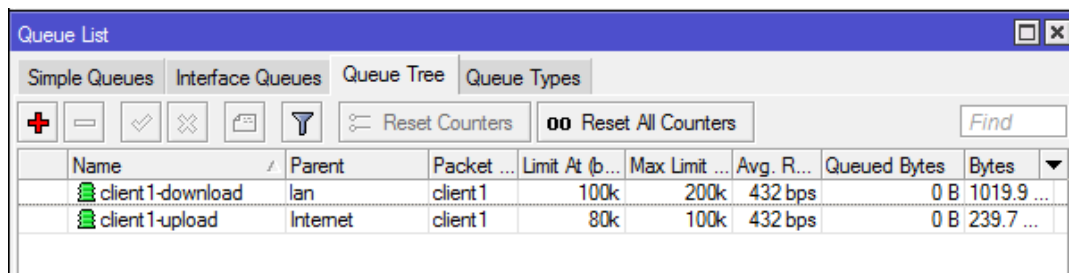 Queue List
Simple Queues Interface Queues Queue Tree Queue Types
Reset Counters 00 Reset All Counters Find
Name Parent Packet ... Limit At (b... Max Limit ... Avg. R... Queued Bytes Bytes
client1-download lan client1 100k 200k 432 bps 0 B 1019.9 ...
client1-upload Internet client1 80k 100k 432 bps 0 B 239.7 ...